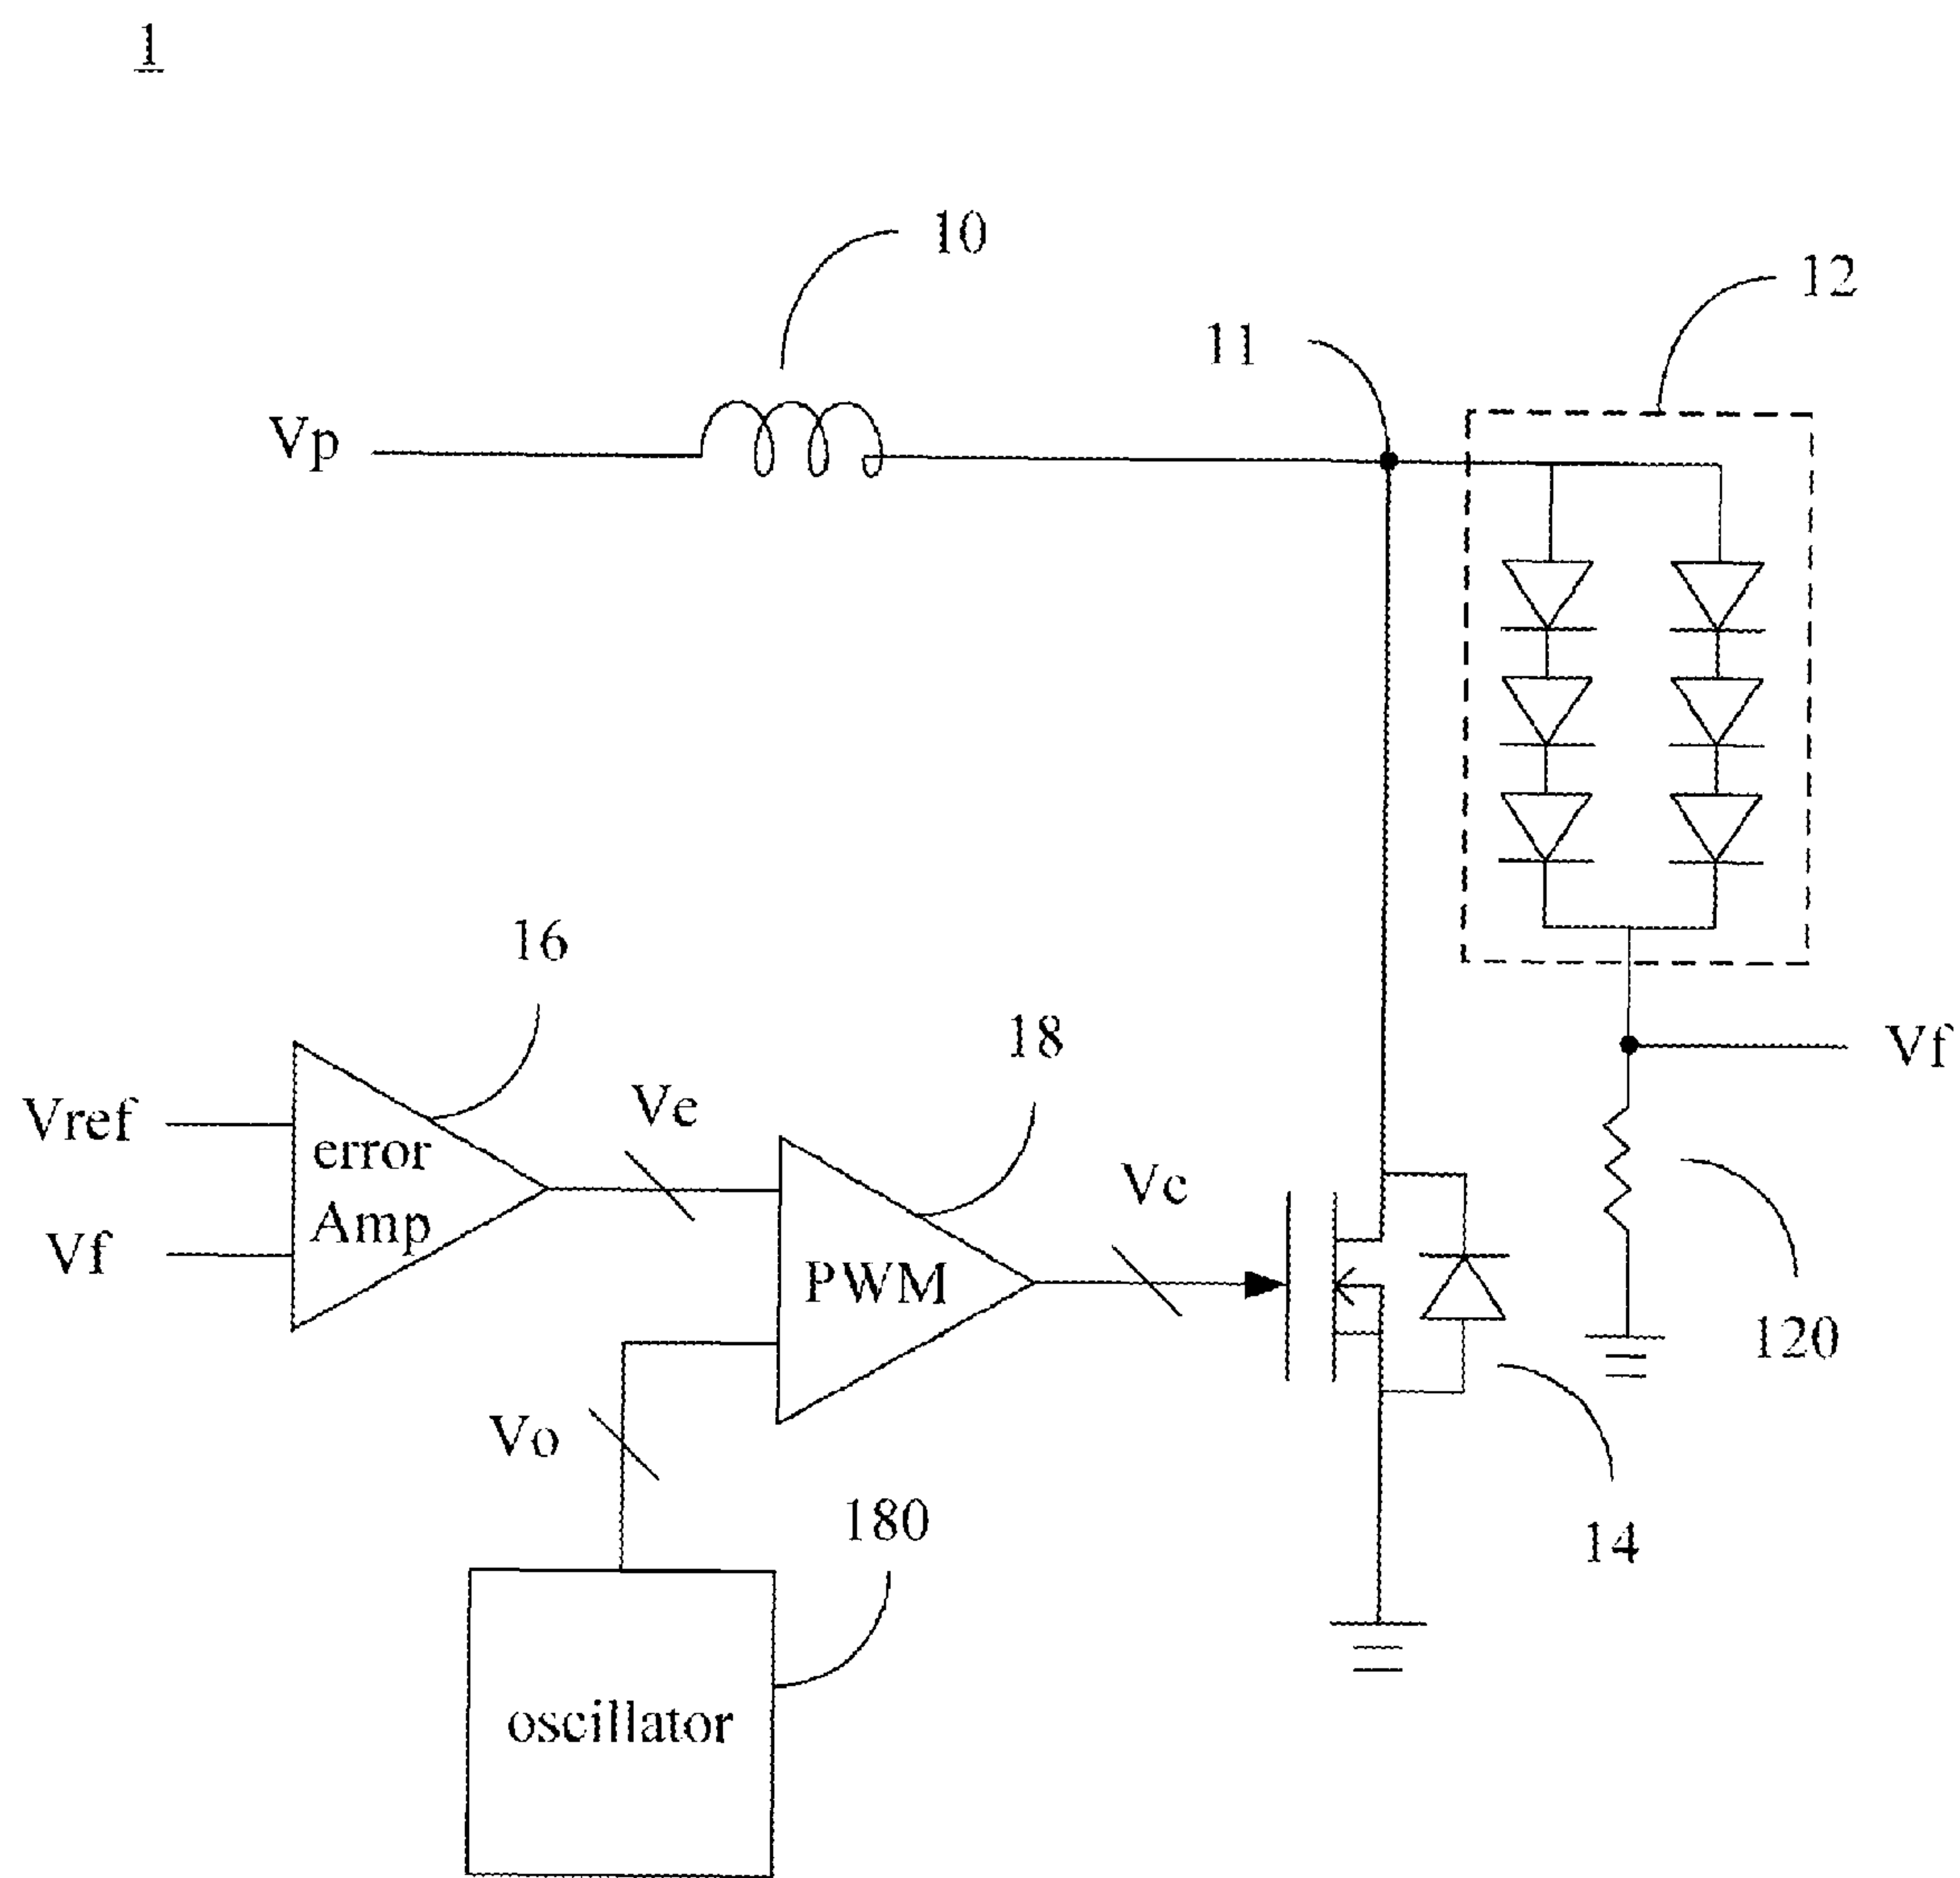 1
10
12
11
Vp
16
18
Vf
Vref
Ve
error
Amp
Vc
Vf
PWM
120
Vo
180
14
oscillator